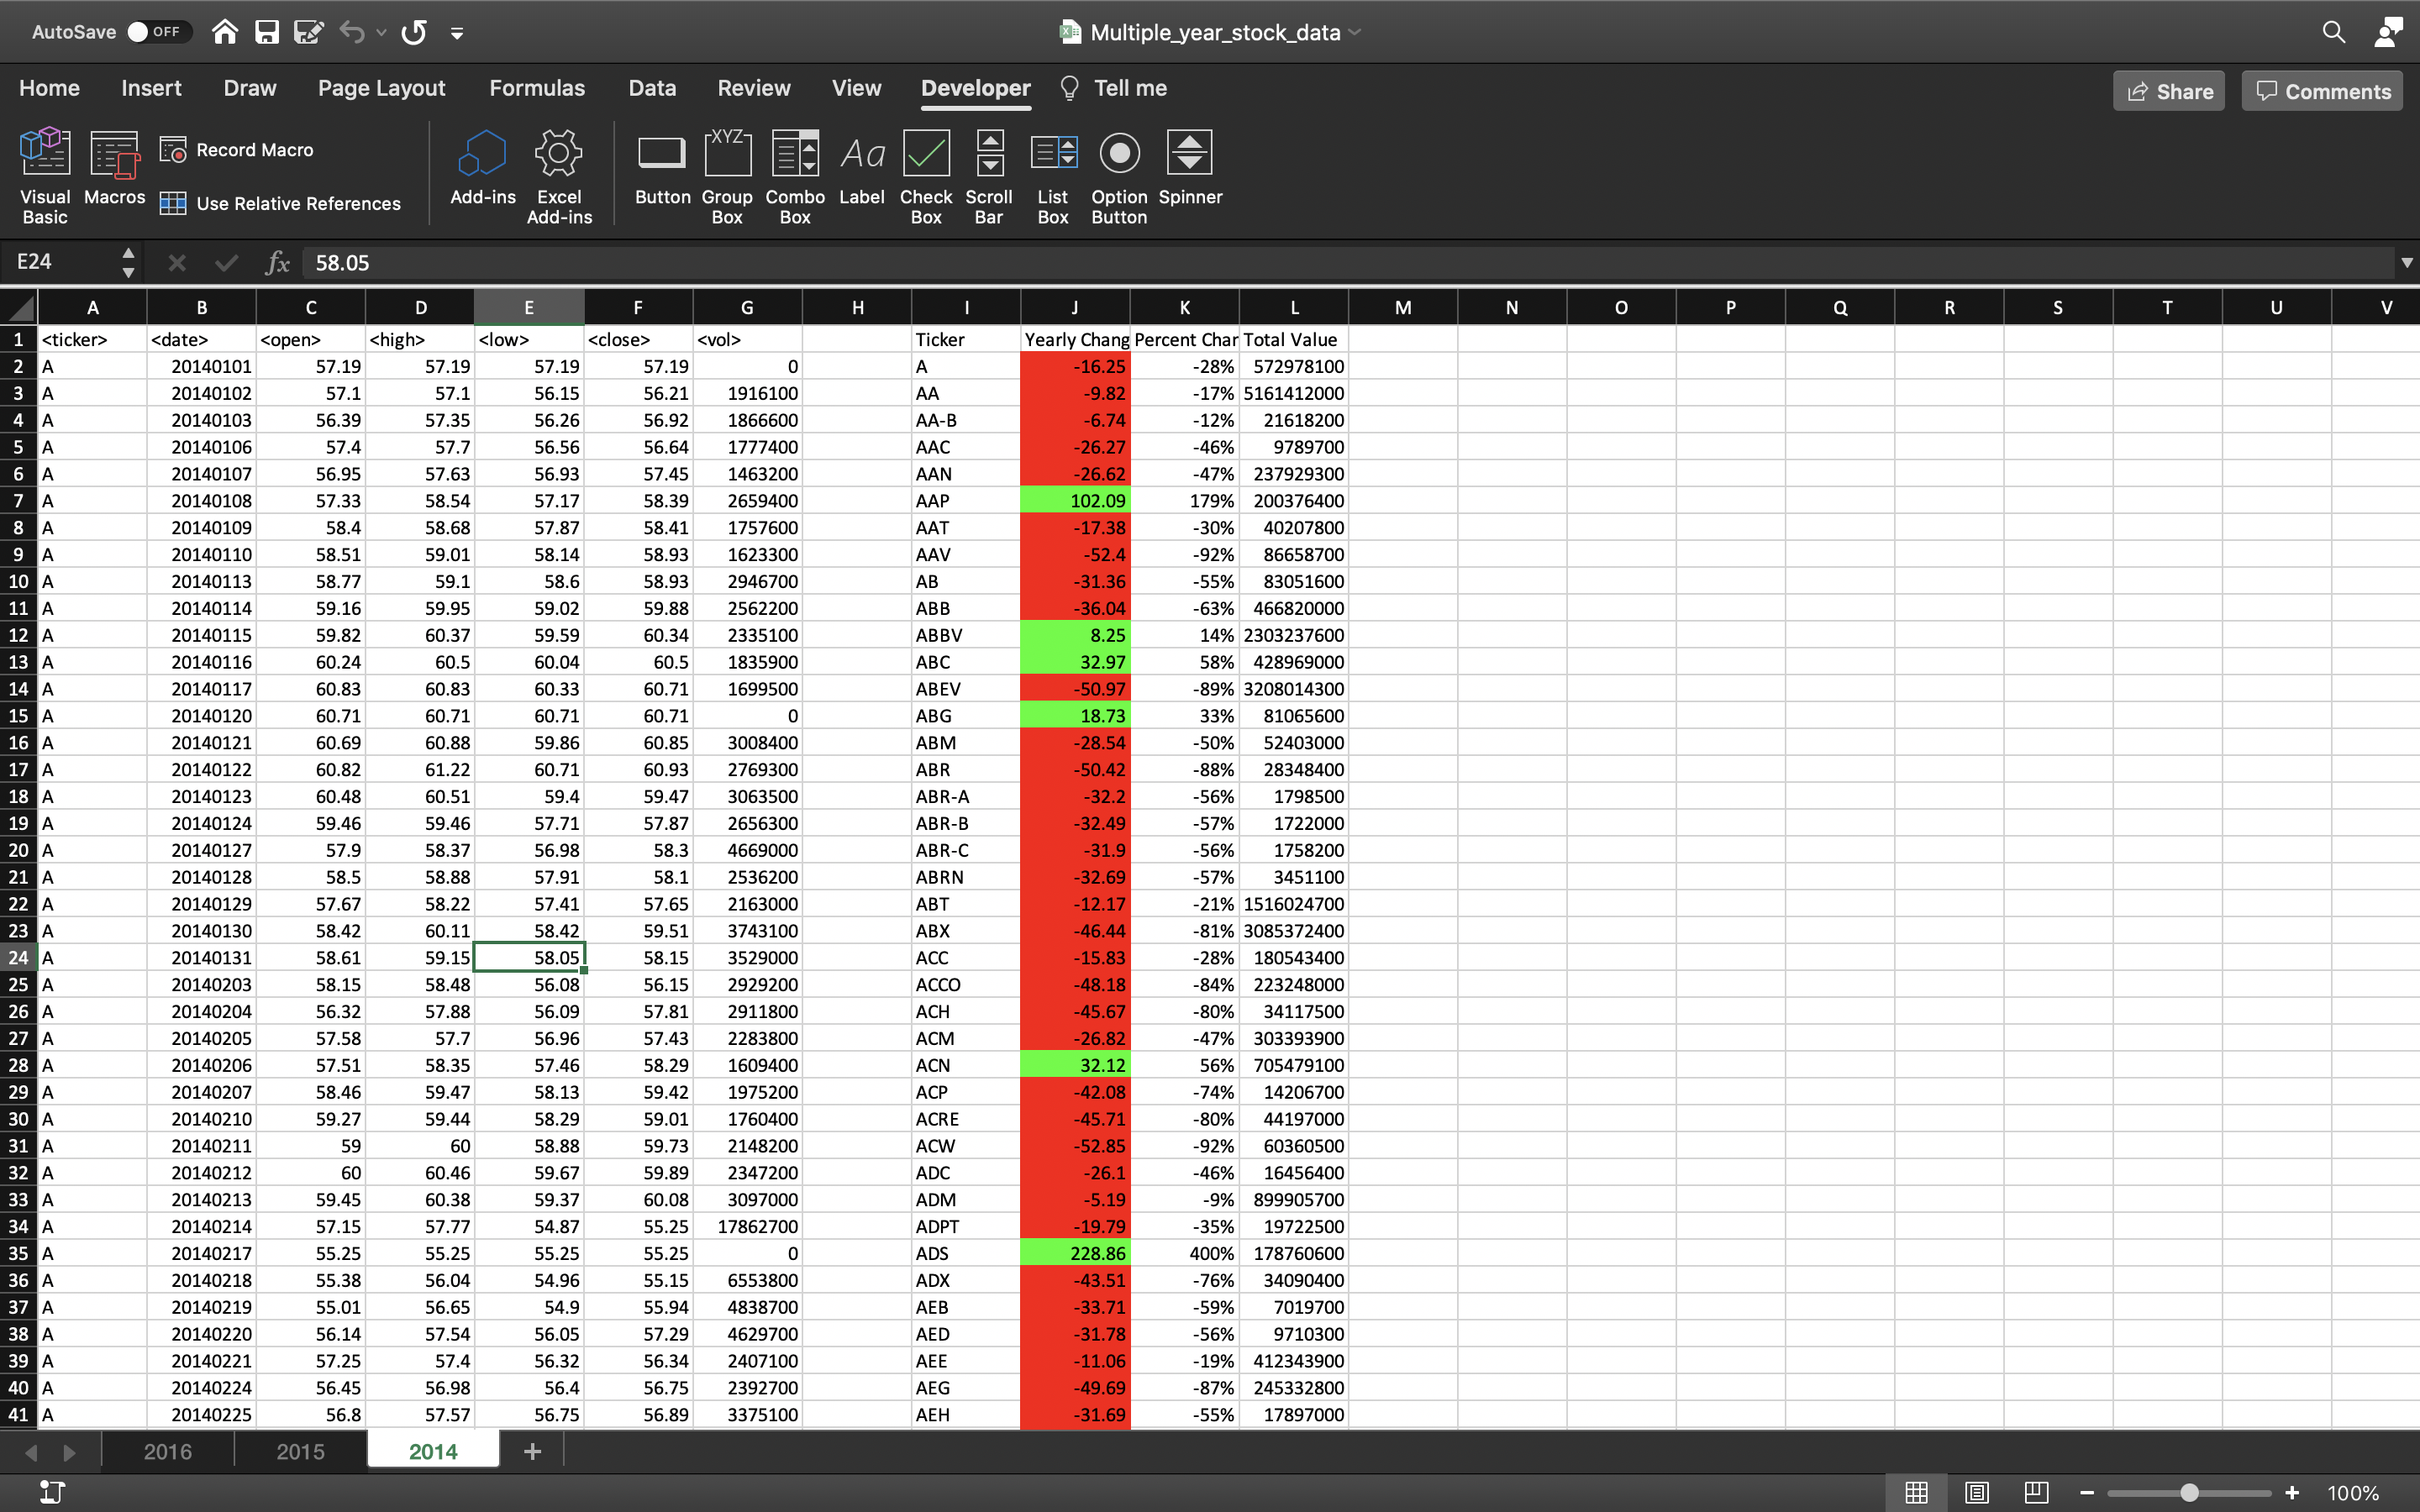 AutoSave OFF Multiple_year_stock_data
Home Insert Draw Page Layout Formulas Data Review View Developer Tell me Share Comments
Visual Basic Macros Record Macro Use Relative References Add-ins Excel Add-ins Button XYZ Group Box Combo Box Aa Label Check Box Scroll Bar List Box Option Button Spinner
E24 fx 58.05
A B C D E F G H I J K L M N O P Q R S T U V
1 <ticker> <date> <open> <high> <low> <close> <vol> Ticker Yearly Chang Percent Char Total Value
2 A 20140101 57.19 57.19 57.19 57.19 0 A -16.25 -28% 572978100
3 A 20140102 57.1 57.1 56.15 56.21 1916100 AA -9.82 -17% 5161412000
4 A 20140103 56.39 57.35 56.26 56.92 1866600 AA-B -6.74 -12% 21618200
5 A 20140106 57.4 57.7 56.56 56.64 1777400 AAC -26.27 -46% 9789700
6 A 20140107 56.95 57.63 56.93 57.45 1463200 AAN -26.62 -47% 237929300
7 A 20140108 57.33 58.54 57.17 58.39 2659400 AAP 102.09 179% 200376400
8 A 20140109 58.4 58.68 57.87 58.41 1757600 AAT -17.38 -30% 40207800
9 A 20140110 58.51 59.01 58.14 58.93 1623300 AAV -52.4 -92% 86658700
10 A 20140113 58.77 59.1 58.6 58.93 2946700 AB -31.36 -55% 83051600
11 A 20140114 59.16 59.95 59.02 59.88 2562200 ABB -36.04 -63% 466820000
12 A 20140115 59.82 60.37 59.59 60.34 2335100 ABBV 8.25 14% 2303237600
13 A 20140116 60.24 60.5 60.04 60.5 1835900 ABC 32.97 58% 428969000
14 A 20140117 60.83 60.83 60.33 60.71 1699500 ABEV -50.97 -89% 3208014300
15 A 20140120 60.71 60.71 60.71 60.71 0 ABG 18.73 33% 81065600
16 A 20140121 60.69 60.88 59.86 60.85 3008400 ABM -28.54 -50% 52403000
17 A 20140122 60.82 61.22 60.71 60.93 2769300 ABR -50.42 -88% 28348400
18 A 20140123 60.48 60.51 59.4 59.47 3063500 ABR-A -32.2 -56% 1798500
19 A 20140124 59.46 59.46 57.71 57.87 2656300 ABR-B -32.49 -57% 1722000
20 A 20140127 57.9 58.37 56.98 58.3 4669000 ABR-C -31.9 -56% 1758200
21 A 20140128 58.5 58.88 57.91 58.1 2536200 ABRN -32.69 -57% 3451100
22 A 20140129 57.67 58.22 57.41 57.65 2163000 ABT -12.17 -21% 1516024700
23 A 20140130 58.42 60.11 58.42 59.51 3743100 ABX -46.44 -81% 3085372400
24 A 20140131 58.61 59.15 58.05 58.15 3529000 ACC -15.83 -28% 180543400
25 A 20140203 58.15 58.48 56.08 56.15 2929200 ACCO -48.18 -84% 223248000
26 A 20140204 56.32 57.88 56.09 57.81 2911800 ACH -45.67 -80% 34117500
27 A 20140205 57.58 57.7 56.96 57.43 2283800 ACM -26.82 -47% 303393900
28 A 20140206 57.51 58.35 57.46 58.29 1609400 ACN 32.12 56% 705479100
29 A 20140207 58.46 59.47 58.13 59.42 1975200 ACP -42.08 -74% 14206700
30 A 20140210 59.27 59.44 58.29 59.01 1760400 ACRE -45.71 -80% 44197000
31 A 20140211 59 60 58.88 59.73 2148200 ACW -52.85 -92% 60360500
32 A 20140212 60 60.46 59.67 59.89 2347200 ADC -26.1 -46% 16456400
33 A 20140213 59.45 60.38 59.37 60.08 3097000 ADM -5.19 -9% 899905700
34 A 20140214 57.15 57.77 54.87 55.25 17862700 ADPT -19.79 -35% 19722500
35 A 20140217 55.25 55.25 55.25 55.25 0 ADS 228.86 400% 178760600
36 A 20140218 55.38 56.04 54.96 55.15 6553800 ADX -43.51 -76% 34090400
37 A 20140219 55.01 56.65 54.9 55.94 4838700 AEB -33.71 -59% 7019700
38 A 20140220 56.14 57.54 56.05 57.29 4629700 AED -31.78 -56% 9710300
39 A 20140221 57.25 57.4 56.32 56.34 2407100 AEE -11.06 -19% 412343900
40 A 20140224 56.45 56.98 56.4 56.75 2392700 AEG -49.69 -87% 245332800
41 A 20140225 56.8 57.57 56.75 56.89 3375100 AEH -31.69 -55% 17897000
2016 2015 2014 +
100%